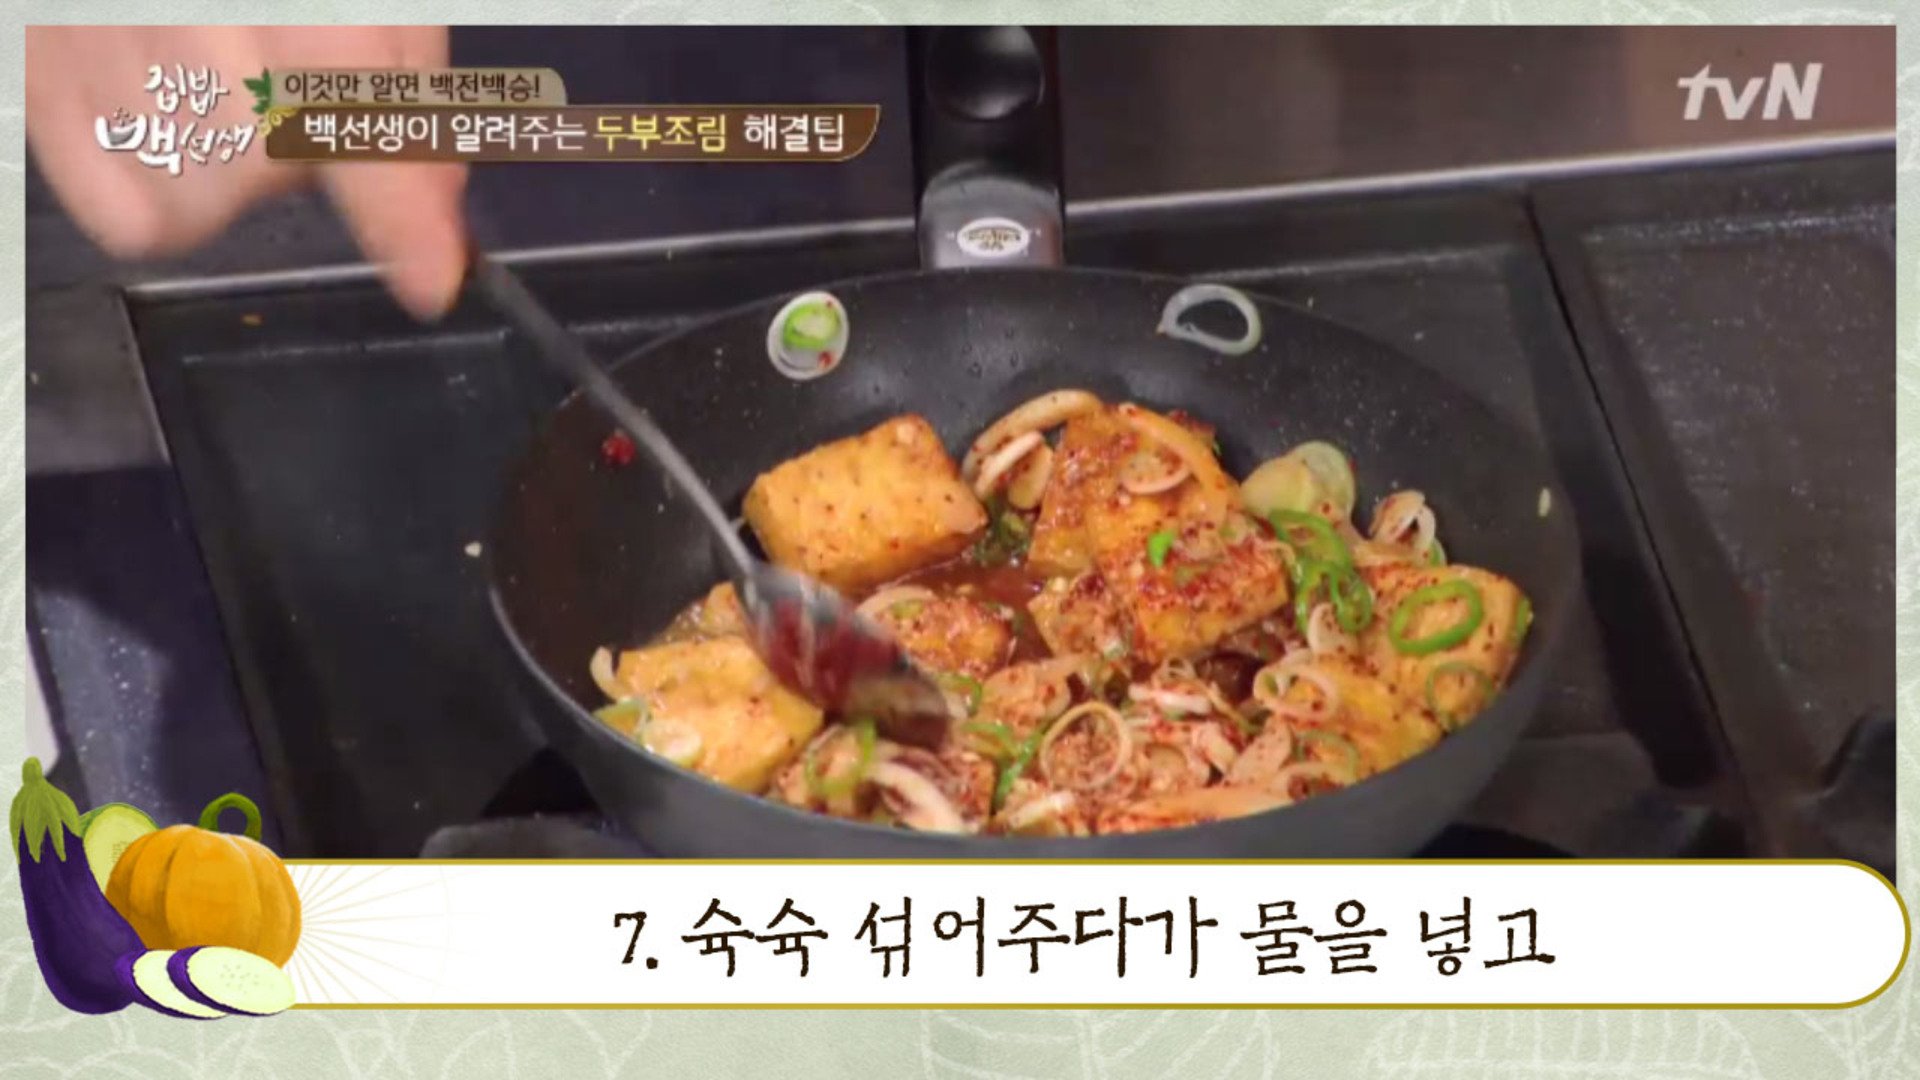 집밥
백선생
이것만 알면 백전백승!
백선생이 알려주는 두부조림 해결팁
tvN
7. 슉슉 섞어주다가 물을 넣고